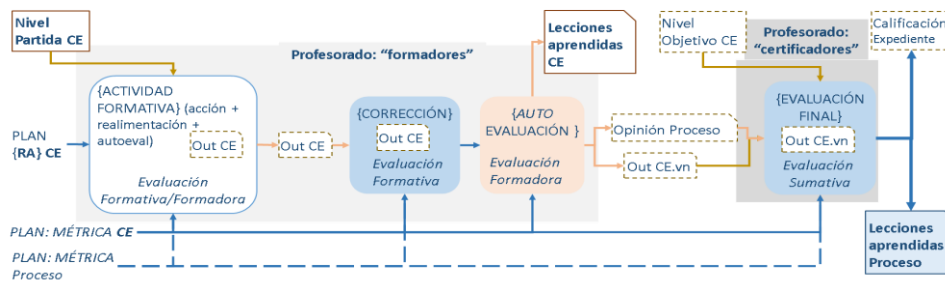 Nivel
Partida CE
Profesorado: “formadores”
Lecciones
aprendidas
CE
Nivel
Objetivo CE
Profesorado:
“certificadores”
Calificación
Expediente
{ACTIVIDAD
FORMATIVA} (acción +
realimentación +
autoeval)
Out CE
Evaluación
Formativa/Formadora
PLAN
{RA} CE
Out CE
{CORRECCIÓN}
Out CE
Evaluación
Formativa
{AUTO
EVALUACIÓN }
Evaluación
Formadora
Opinión Proceso
Out CE.vn
{EVALUACIÓN
FINAL}
Out CE.vn
Evaluación
Sumativa
PLAN: MÉTRICA CE
PLAN: MÉTRICA
Proceso
Lecciones
aprendidas
Proceso